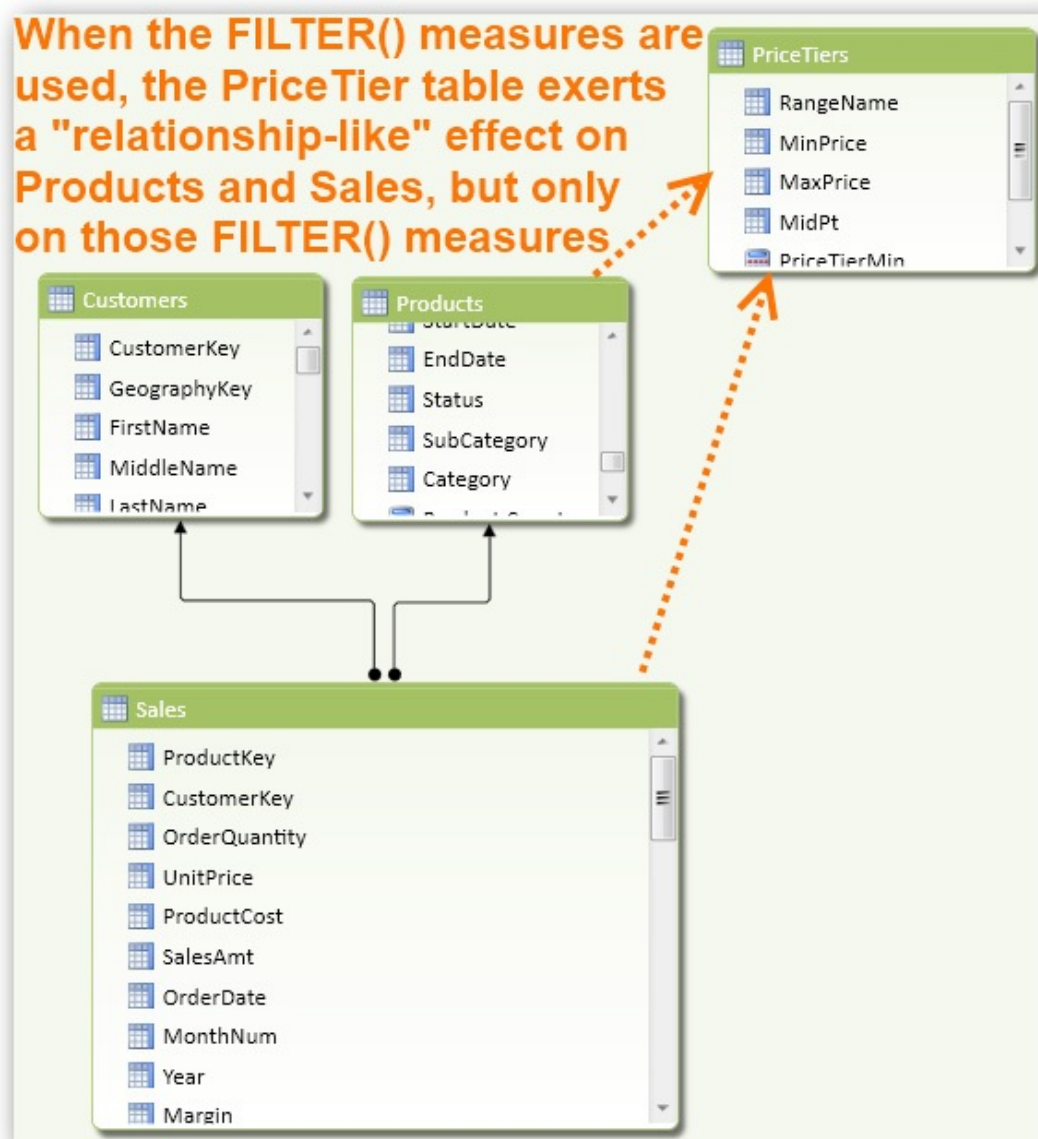 When the FILTER() measures are
used, the PriceTier table exerts
a "relationship-like" effect on
Products and Sales, but only
on those FILTER() measures
PriceTiers
RangeName
MinPrice
MaxPrice
MidPt
PriceTierMin
Customers
CustomerKey
GeographyKey
FirstName
MiddleName
LastName
Products
StartDate
EndDate
Status
SubCategory
Category
Sales
ProductKey
CustomerKey
OrderQuantity
UnitPrice
ProductCost
SalesAmt
OrderDate
MonthNum
Year
Margin